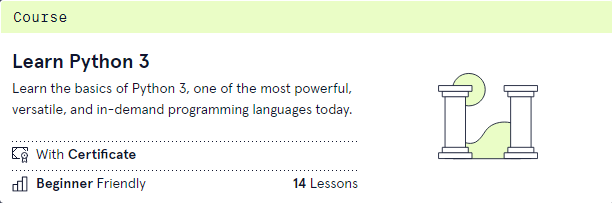 Course
Learn Python 3
Learn the basics of Python 3, one of the most powerful,
versatile, and in-demand programming languages today.
With Certificate
Beginner Friendly 14 Lessons